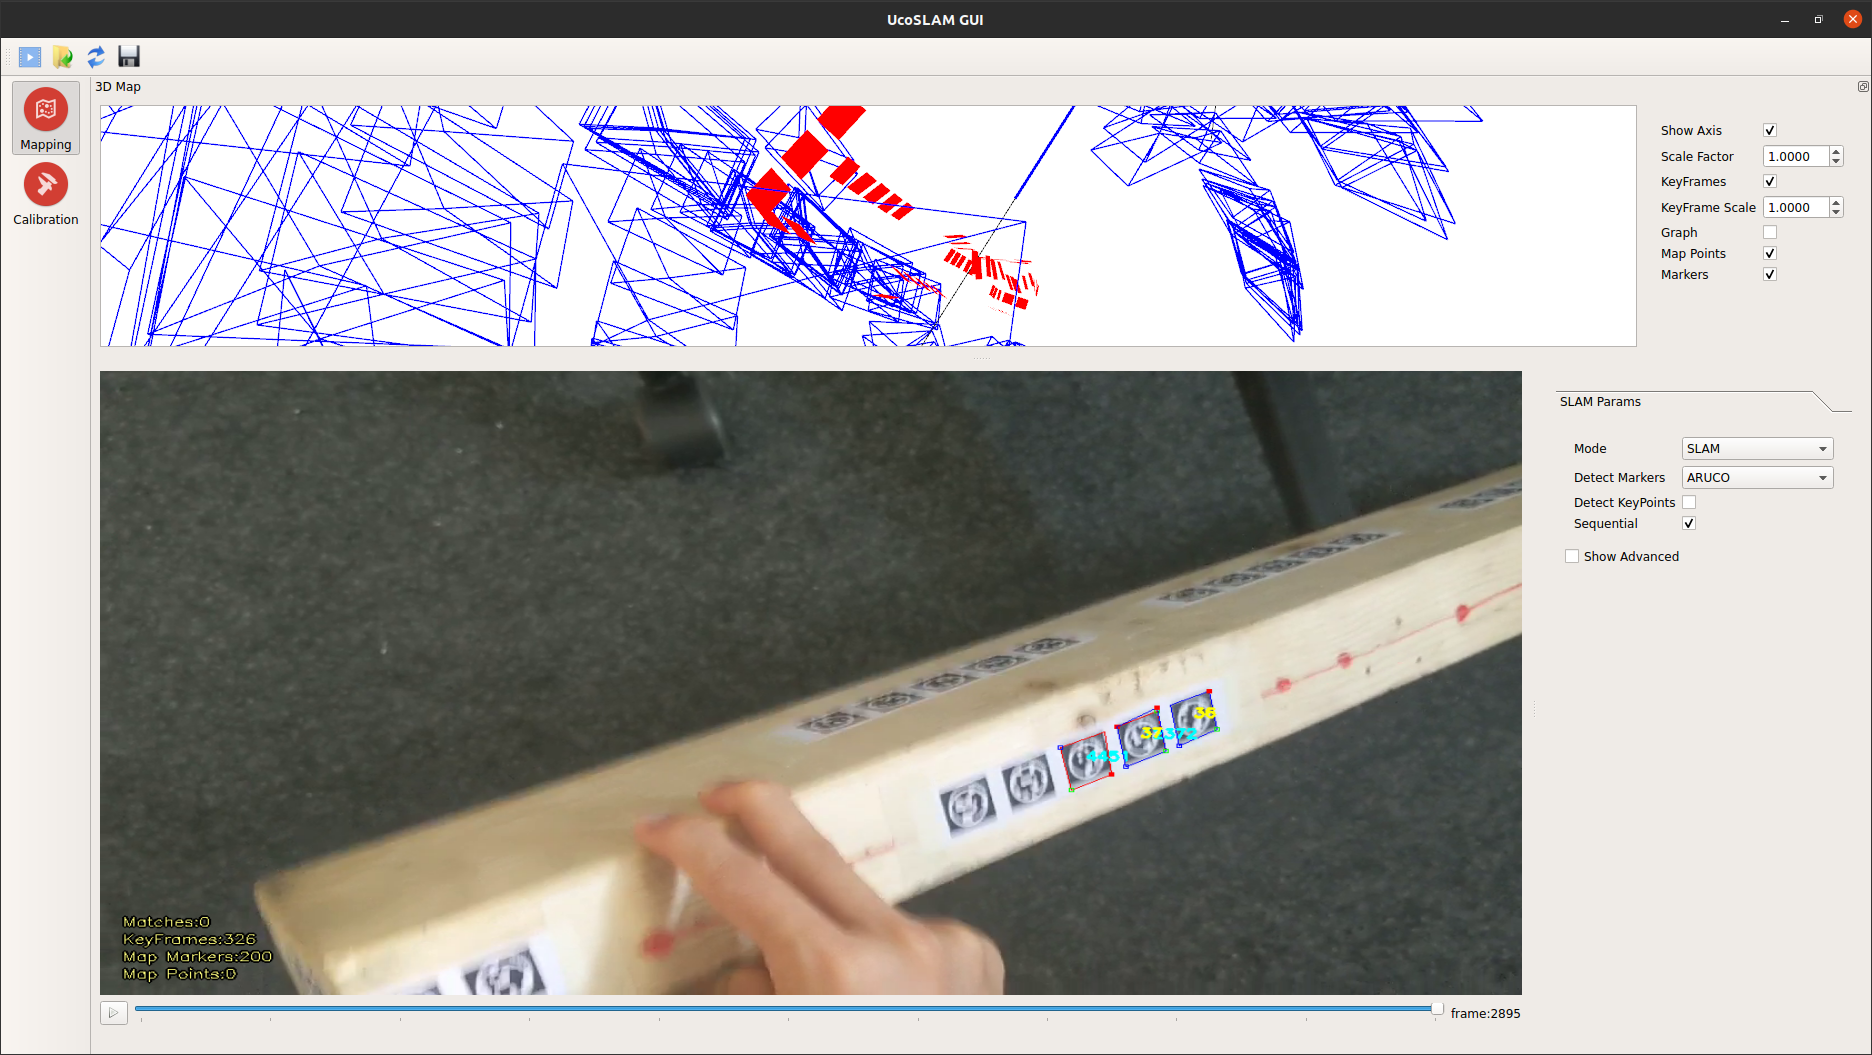 UcoSLAM GUI
Mapping
Calibration
3D Map
Show Axis
Scale Factor 1.0000
KeyFrames
KeyFrame Scale 1.0000
Graph
Map Points
Markers
SLAM Params
Mode SLAM
Detect Markers ARUCO
Detect KeyPoints
Sequential
Show Advanced
36
Matches:0
KeyFrames:326
Map Markers:200
Map Points:0
frame:2895